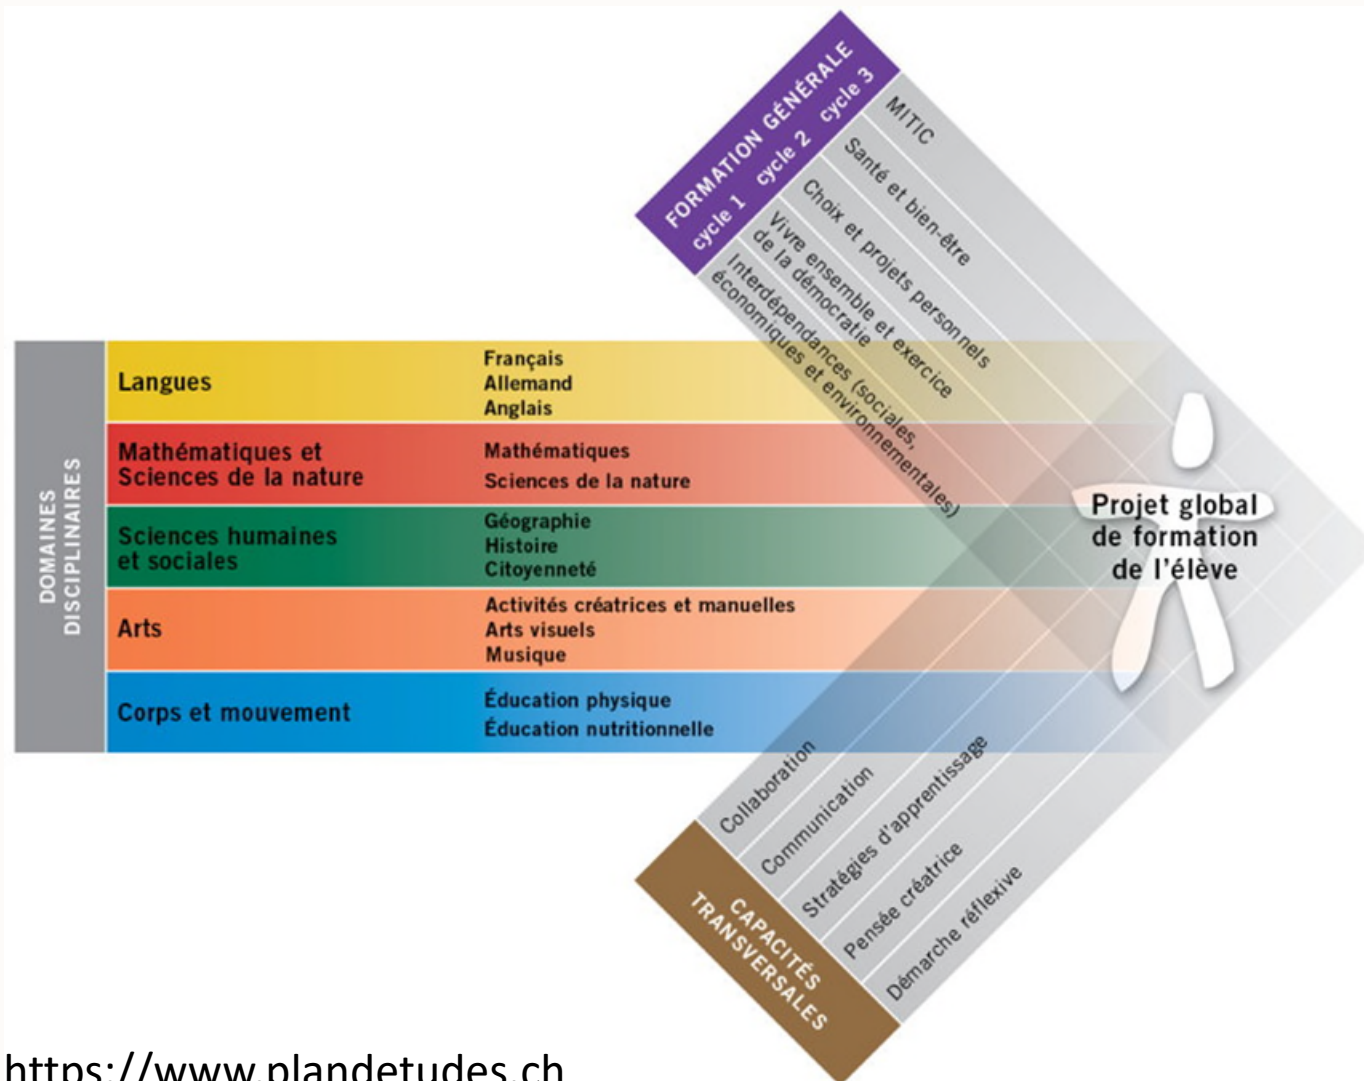 FORMATION GÉNÉRALE
cycle 1 cycle 2 cycle 3
MITIC
Santé et bien-être
Choix et projets personnels
Vivre ensemble et exercice
de la démocratie
Interdépendances (sociales,
économiques et environnementales)
DOMAINES
DISCIPLINAIRES
Langues
Français
Allemand
Anglais
Mathématiques et
Sciences de la nature
Mathématiques
Sciences de la nature
Sciences humaines
et sociales
Géographie
Histoire
Citoyenneté
Arts
Activités créatrices et manuelles
Arts visuels
Musique
Corps et mouvement
Éducation physique
Éducation nutritionnelle
Projet global
de formation
de l'élève
Collaboration
Communication
Stratégies d'apprentissage
Pensée créatrice
Démarche réflexive
CAPACITÉS
TRANSVERSALES
https://www.plandetudes.ch